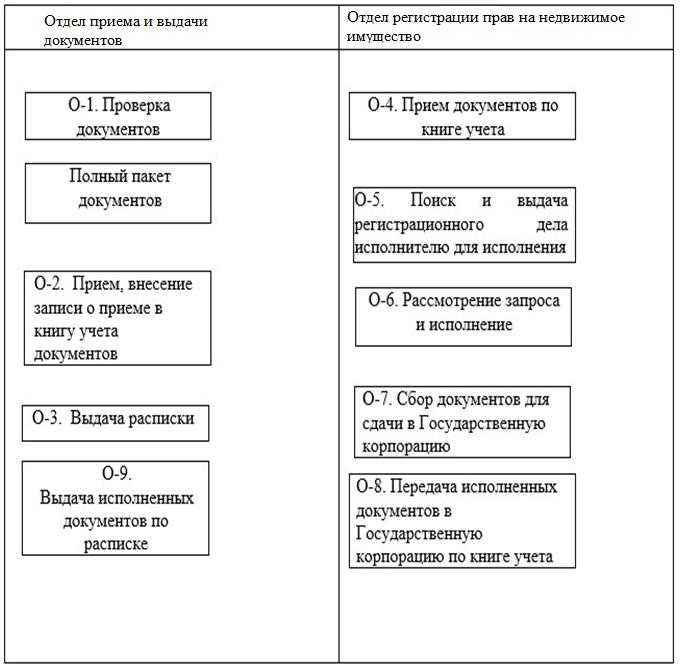 Отдел приема и выдачи
документов
Отдел регистрации прав на недвижимое
имущество
О-1. Проверка
документов
Полный пакет
документов
О-2. Прием, внесение
записи о приеме в
книгу учета
документов
О-3. Выдача расписки
О-9.
Выдача исполненных
документов по
расписке
О-4. Прием документов по
книге учета
О-5. Поиск и выдача
регистрационного дела
исполнителю для исполнения
О-6. Рассмотрение запроса
и исполнение
О-7. Сбор документов для
сдачи в Государственную
корпорацию
О-8. Передача исполненных
документов в
Государственную
корпорацию по книге учета